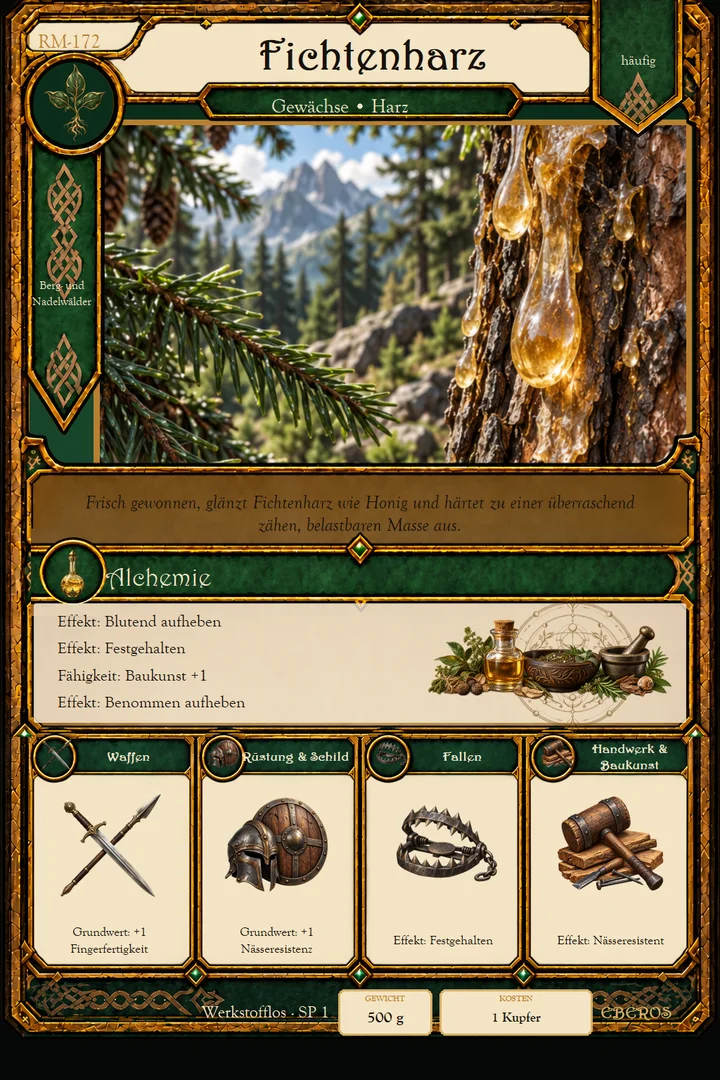 RM-172
Fichtenharz
häufig
Gewächse • Harz
Berg- und
Nadelwälder
Frisch gewonnen, glänzt Fichtenharz wie Honig und härtet zu einer überraschend
zähen, belastbaren Masse aus.
Alchemie
Effekt: Blutend aufheben
Effekt: Festgehalten
Fähigkeit: Baukunst +1
Effekt: Benommen aufheben
Waffen
Rüstung & Schild
Fallen
Handwerk &
Baukunst
Grundwert: +1
Fingerfertigkeit
Grundwert: +1
Nässeresistenz
Effekt: Festgehalten
Effekt: Nässeresistent
Werkstofflos · SP 1
GEWICHT
500 g
KOSTEN
1 Kupfer
EBEROS